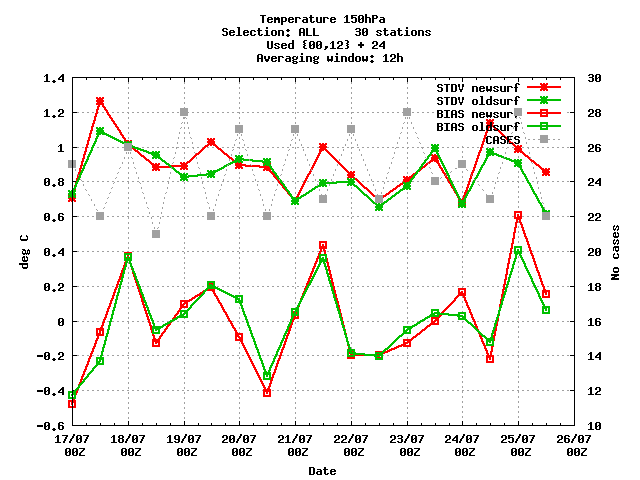 Temperature 150hPa
Selection: ALL 30 stations
Used {00,12} + 24
Averaging window: 12h
1.4 30
STDV newsurf
STDV oldsurf
1.2 BIAS newsurf 28
BIAS oldsurf
CASES
1 26
0.8 24
0.6 22
deg C
No cases
0.4 20
0.2 18
0 16
-0.2 14
-0.4 12
-0.6 10
17/07 18/07 19/07 20/07 21/07 22/07 23/07 24/07 25/07 26/07
00Z 00Z 00Z 00Z 00Z 00Z 00Z 00Z 00Z 00Z
Date